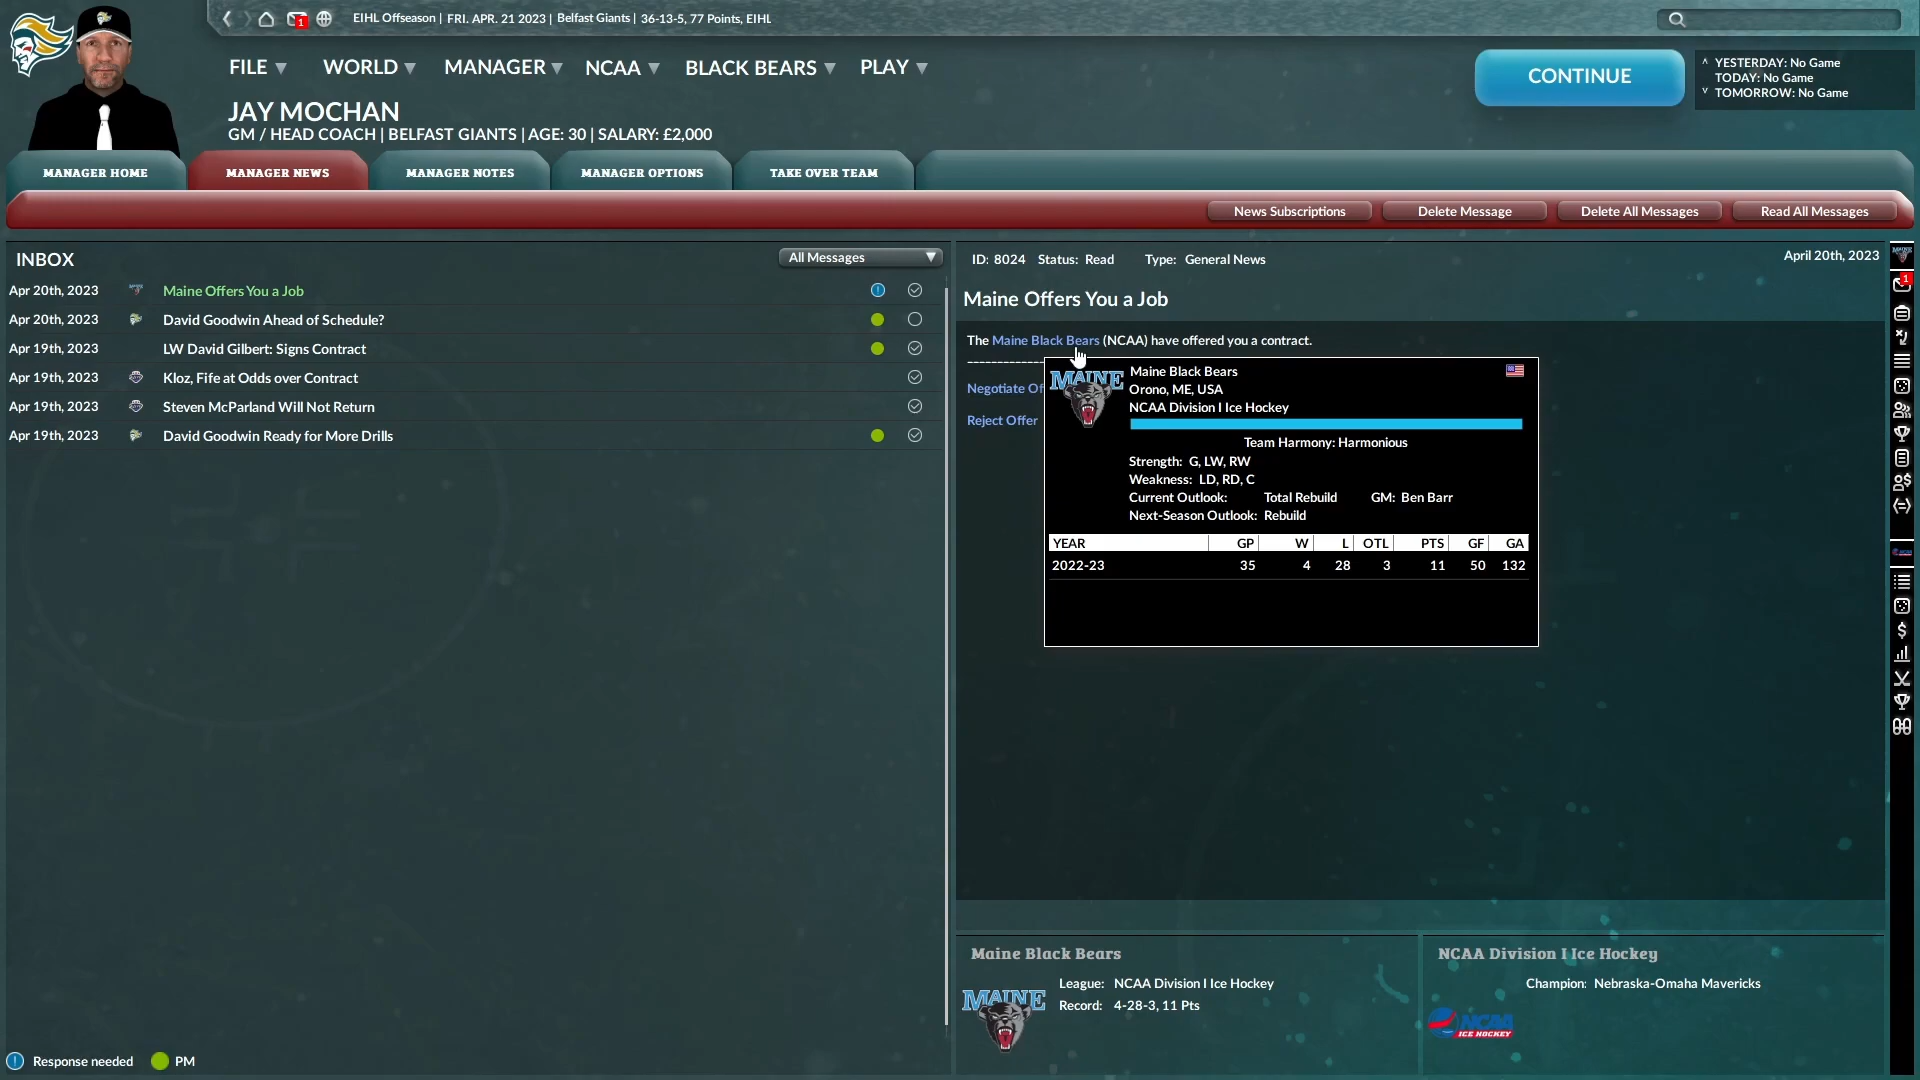 EIHL Offseason | FRI. APR. 21 2023 | Belfast Giants | 36-13-5, 77 Points, EIHL
1
FILE WORLD MANAGER NCAA BLACK BEARS PLAY
CONTINUE
YESTERDAY: No Game
TODAY: No Game
TOMORROW: No Game
JAY MOCHAN
GM / HEAD COACH | BELFAST GIANTS | AGE: 30 | SALARY: £2,000
MANAGER HOME MANAGER NEWS MANAGER NOTES MANAGER OPTIONS TAKE OVER TEAM
News Subscriptions Delete Message Delete All Messages Read All Messages
INBOX
All Messages
Apr 20th, 2023 Maine Offers You a Job
Apr 20th, 2023 David Goodwin Ahead of Schedule?
Apr 19th, 2023 LW David Gilbert: Signs Contract
Apr 19th, 2023 Kloz, Fife at Odds over Contract
Apr 19th, 2023 Steven McParland Will Not Return
Apr 19th, 2023 David Goodwin Ready for More Drills
Response needed PM
ID: 8024 Status: Read Type: General News April 20th, 2023
1
Maine Offers You a Job
The Maine Black Bears (NCAA) have offered you a contract.
-------------
Negotiate Of
Reject Offer
MAINE
Maine Black Bears
Orono, ME, USA
NCAA Division I Ice Hockey
Team Harmony: Harmonious
Strength: G, LW, RW
Weakness: LD, RD, C
Current Outlook: Total Rebuild GM: Ben Barr
Next-Season Outlook: Rebuild
YEAR GP W L OTL PTS GF GA
2022-23 35 4 28 3 11 50 132
Maine Black Bears
MAINE
League: NCAA Division I Ice Hockey
Record: 4-28-3, 11 Pts
NCAA Division I Ice Hockey
Champion: Nebraska-Omaha Mavericks
NCAA
ICE HOCKEY